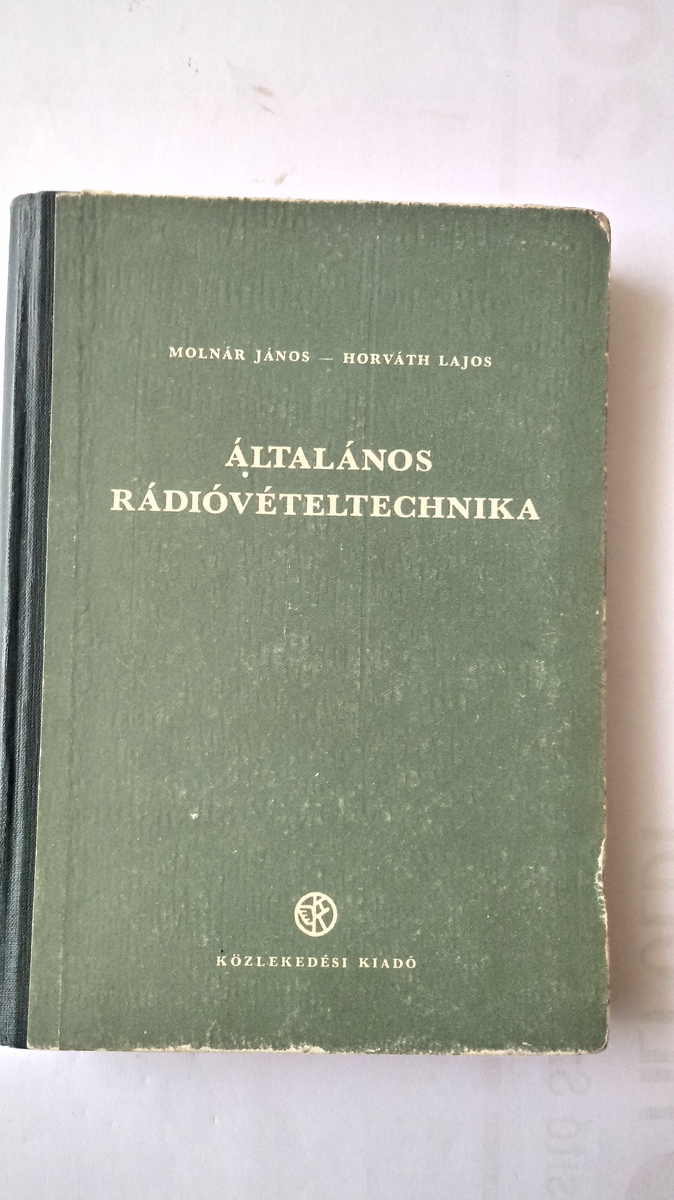 MOLNÁR JÁNOS — HORVÁTH LAJOS
ÁLTALÁNOS
RÁDIÓVÉTELTECHNIKA
KÖZLEKEDÉSI KIADÓ